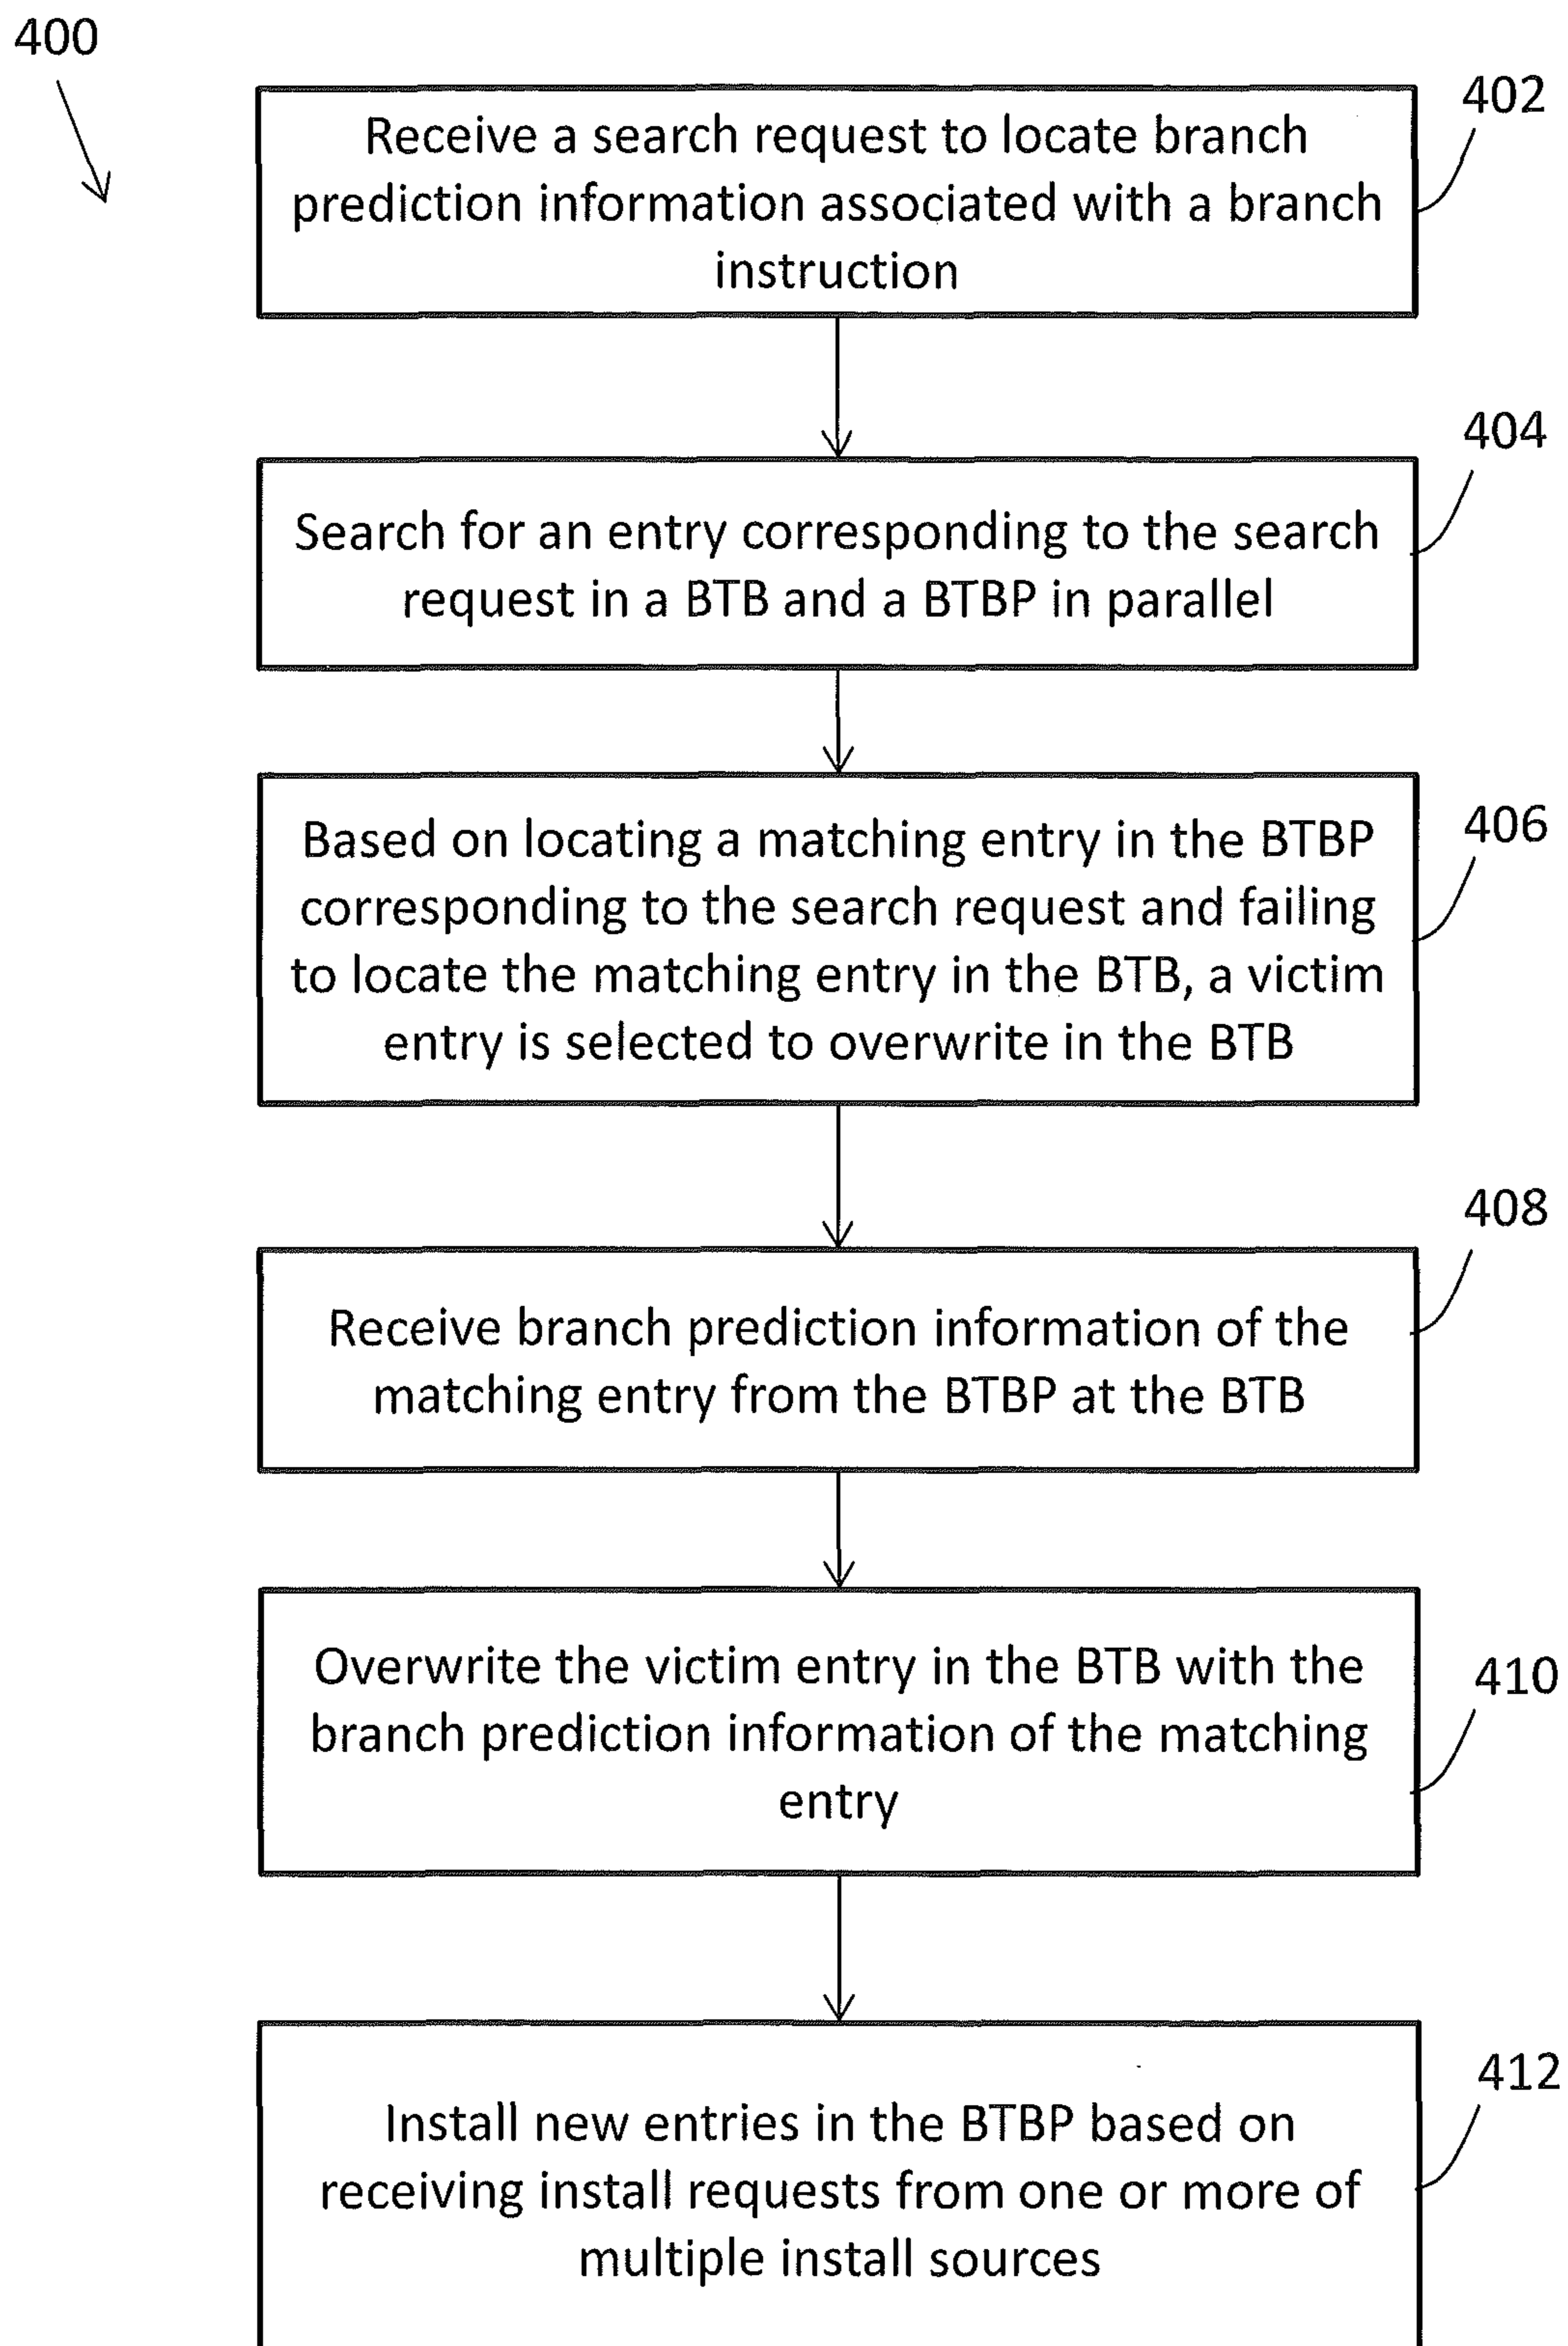 400
402
Receive a search request to locate branch
prediction information associated with a branch
instruction
404
Search for an entry corresponding to the search
request in a BTB and a BTBP in parallel
406
Based on locating a matching entry in the BTBP
corresponding to the search request and failing
to locate the matching entry in the BTB, a victim
entry is selected to overwrite in the BTB
408
Receive branch prediction information of the
matching entry from the BTBP at the BTB
410
Overwrite the victim entry in the BTB with the
branch prediction information of the matching
entry
412
Install new entries in the BTBP based on
receiving install requests from one or more of
multiple install sources